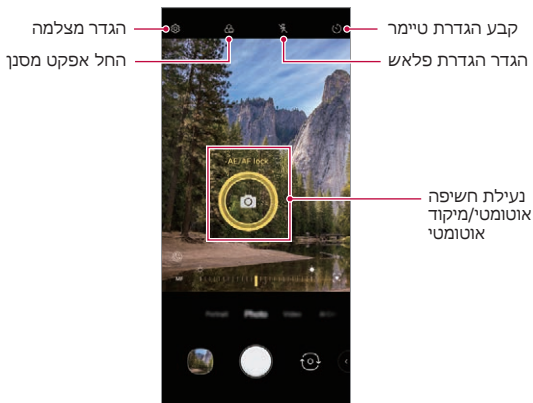 קבע הגדרת טיימר
הגדר מצלמה
הגדר הגדרת פלאש
החל אפקט מסנן
AE/AF lock
נעילת חשיפה
אוטומטי/מיקוד
אוטומטי
Portrait Photo Video